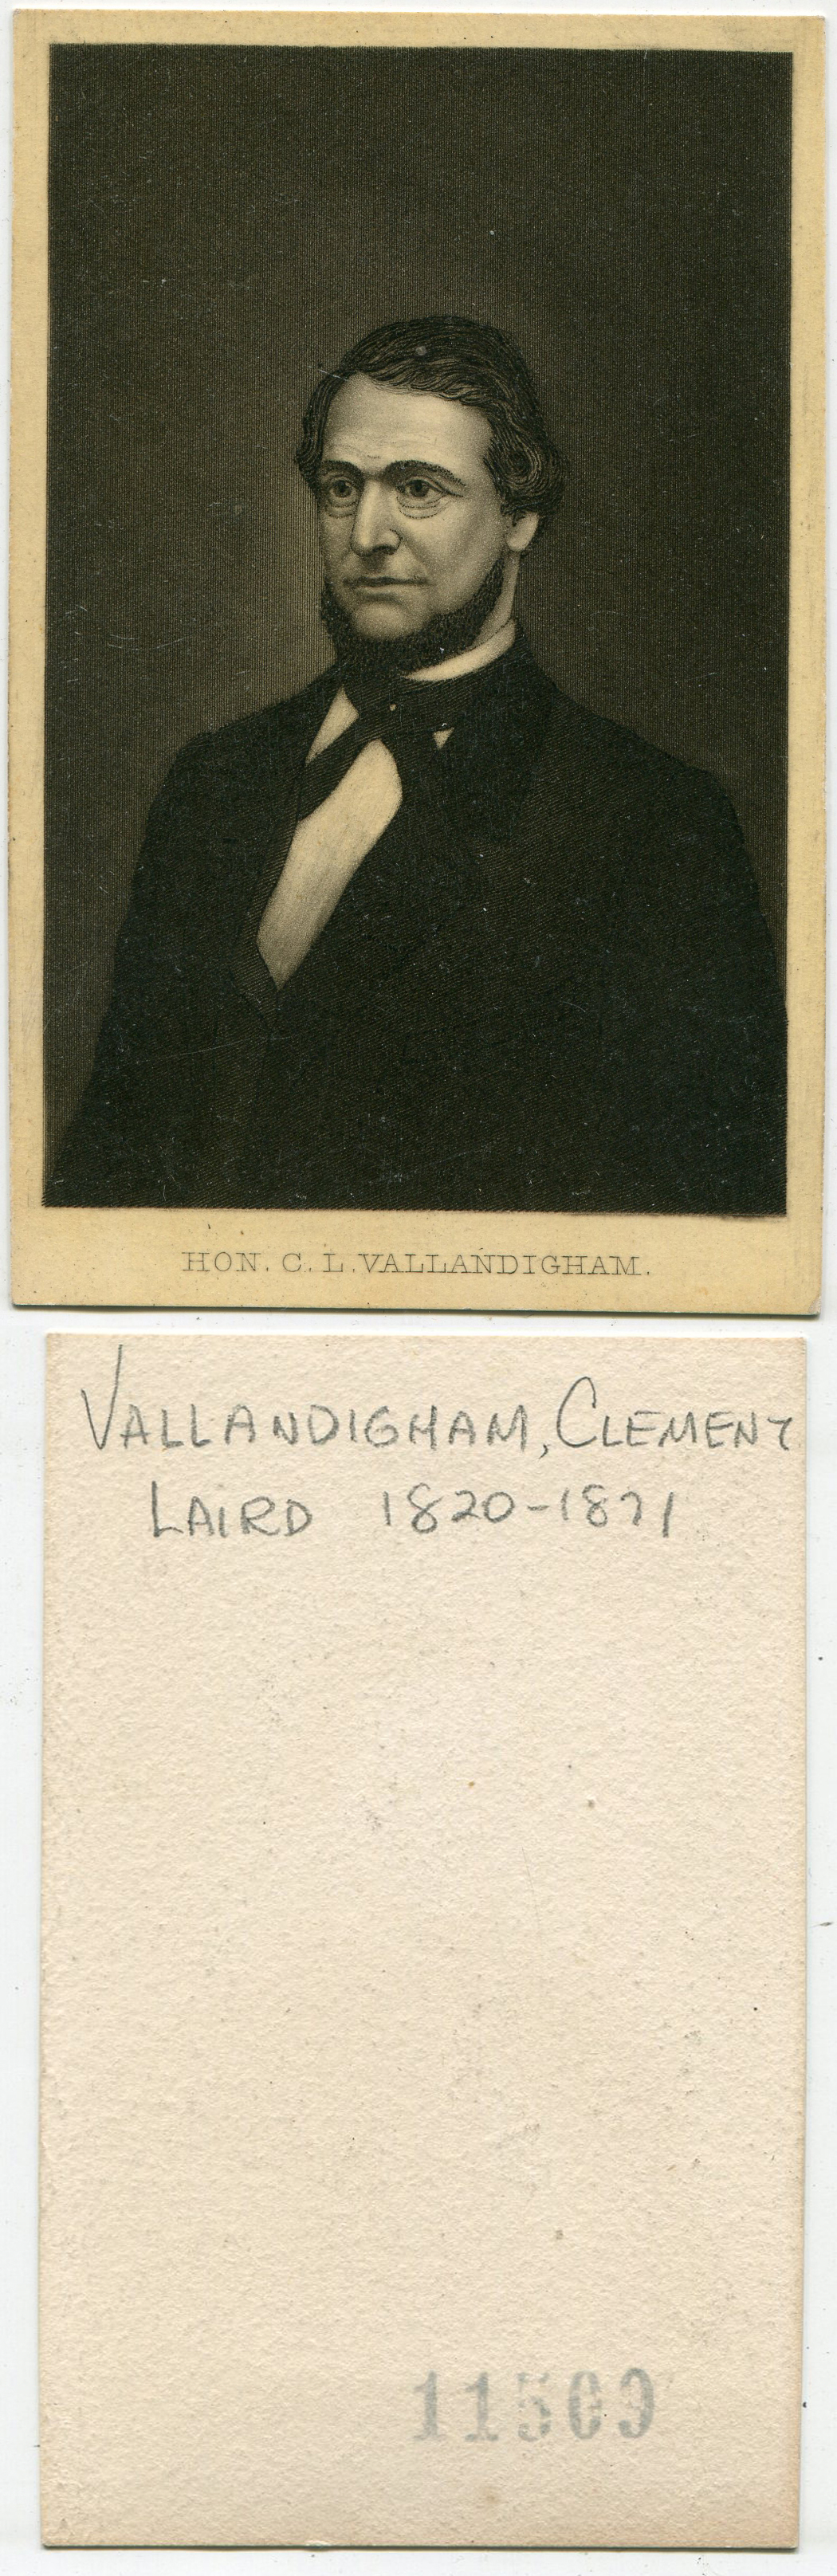 HON. C. L. VALLANDIGHAM.
VALLANDIGHAM, CLEMENT
LAIRD 1820-1871
11509